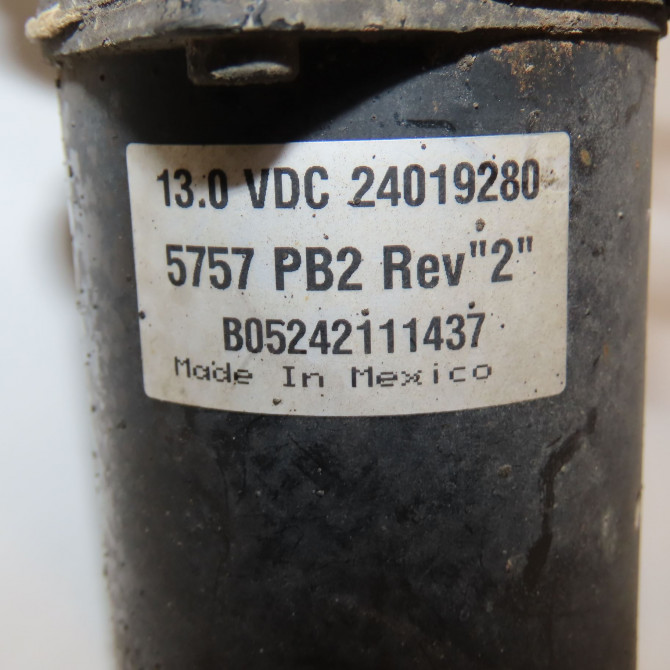 13.0 VDC 24019280
5757 PB2 Rev"2"
B05242111437
Made In Mexico